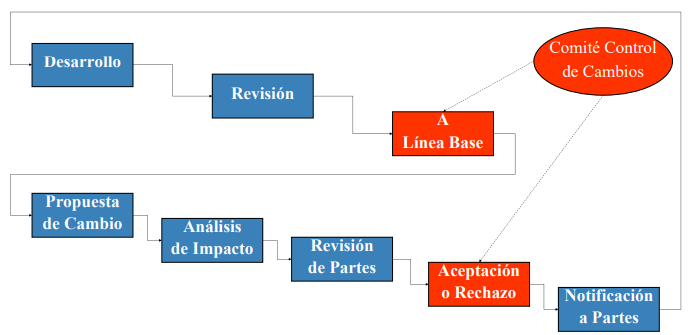 Comité Control
de Cambios
Desarrollo
Revisión
A
Línea Base
Propuesta
de Cambio
Análisis
de Impacto
Revisión
de Partes
Aceptación
o Rechazo
Notificación
a Partes